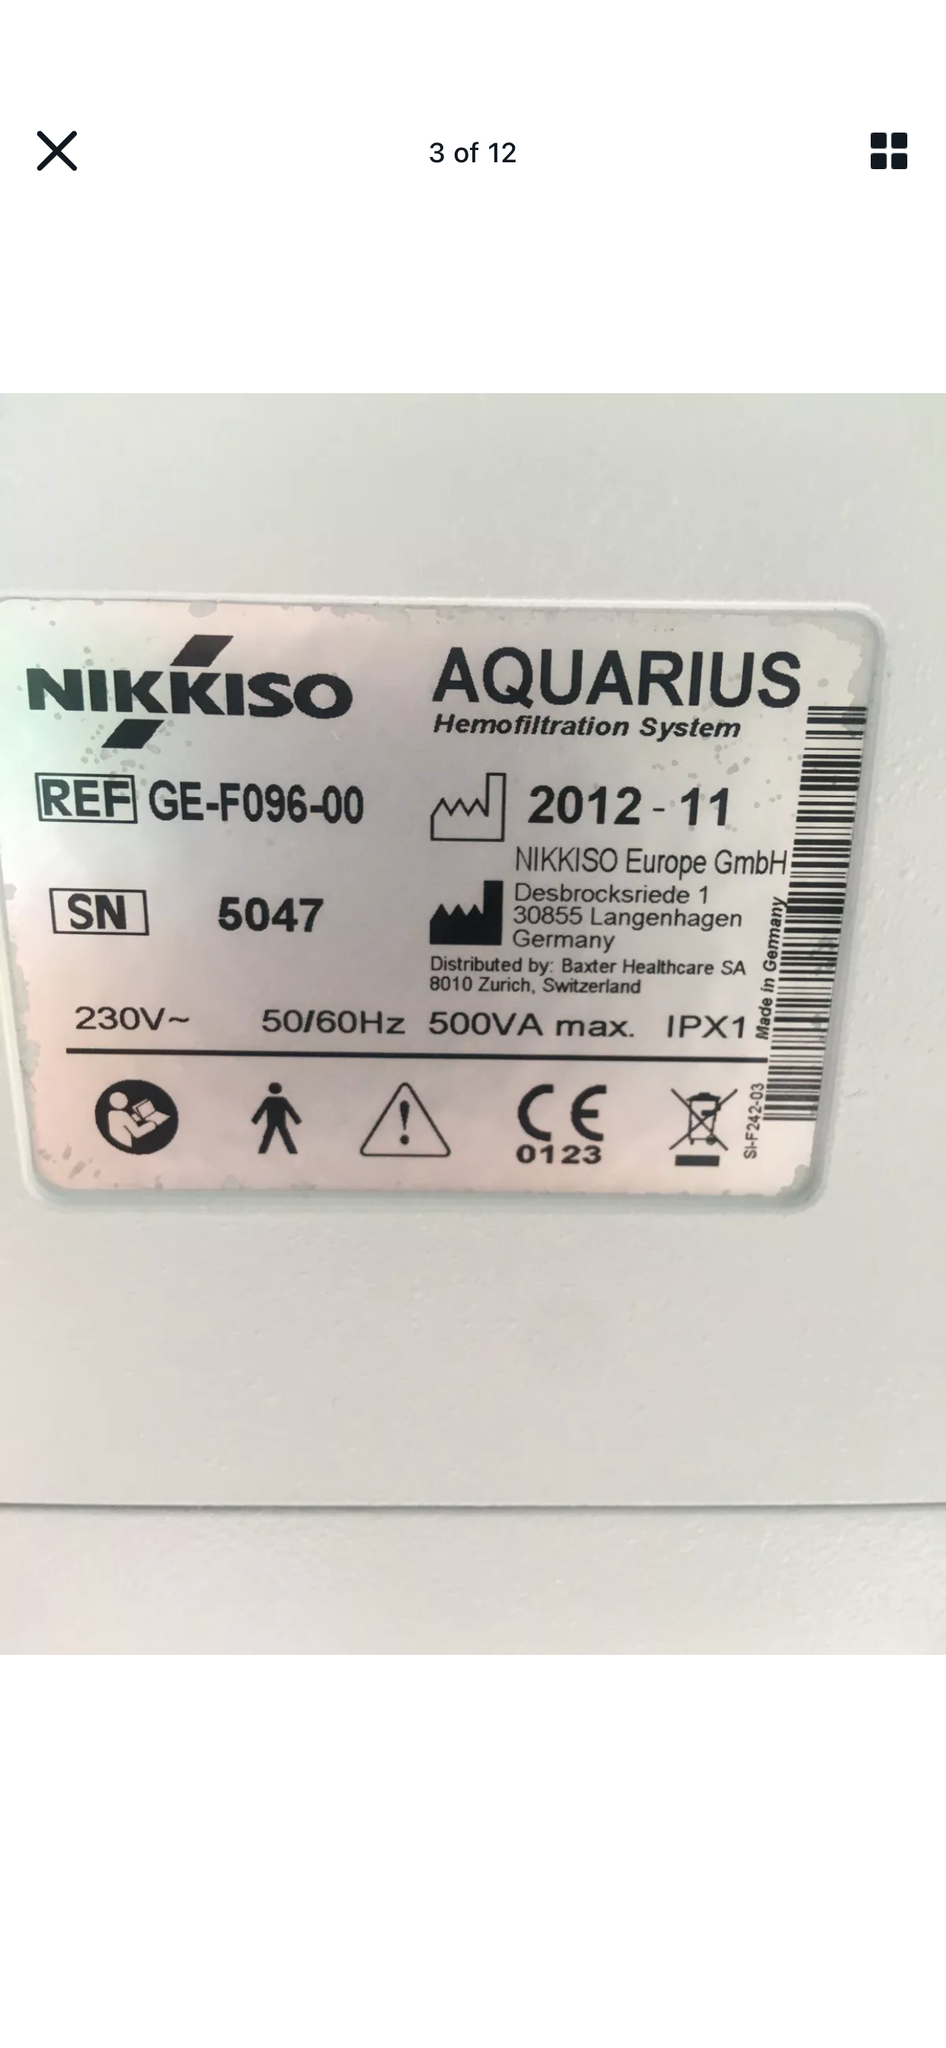 3 of 12
NIKKISO
AQUARIUS
Hemofiltration System
REF GE-F096-00
2012-11
NIKKISO Europe GmbH
Desbrocksriede 1
30855 Langenhagen
Germany
SN 5047
Distributed by: Baxter Healthcare SA
8010 Zurich, Switzerland
230V~ 50/60Hz 500VA max. IPX1
Made in Germany
CE
0123
SI-F242-03